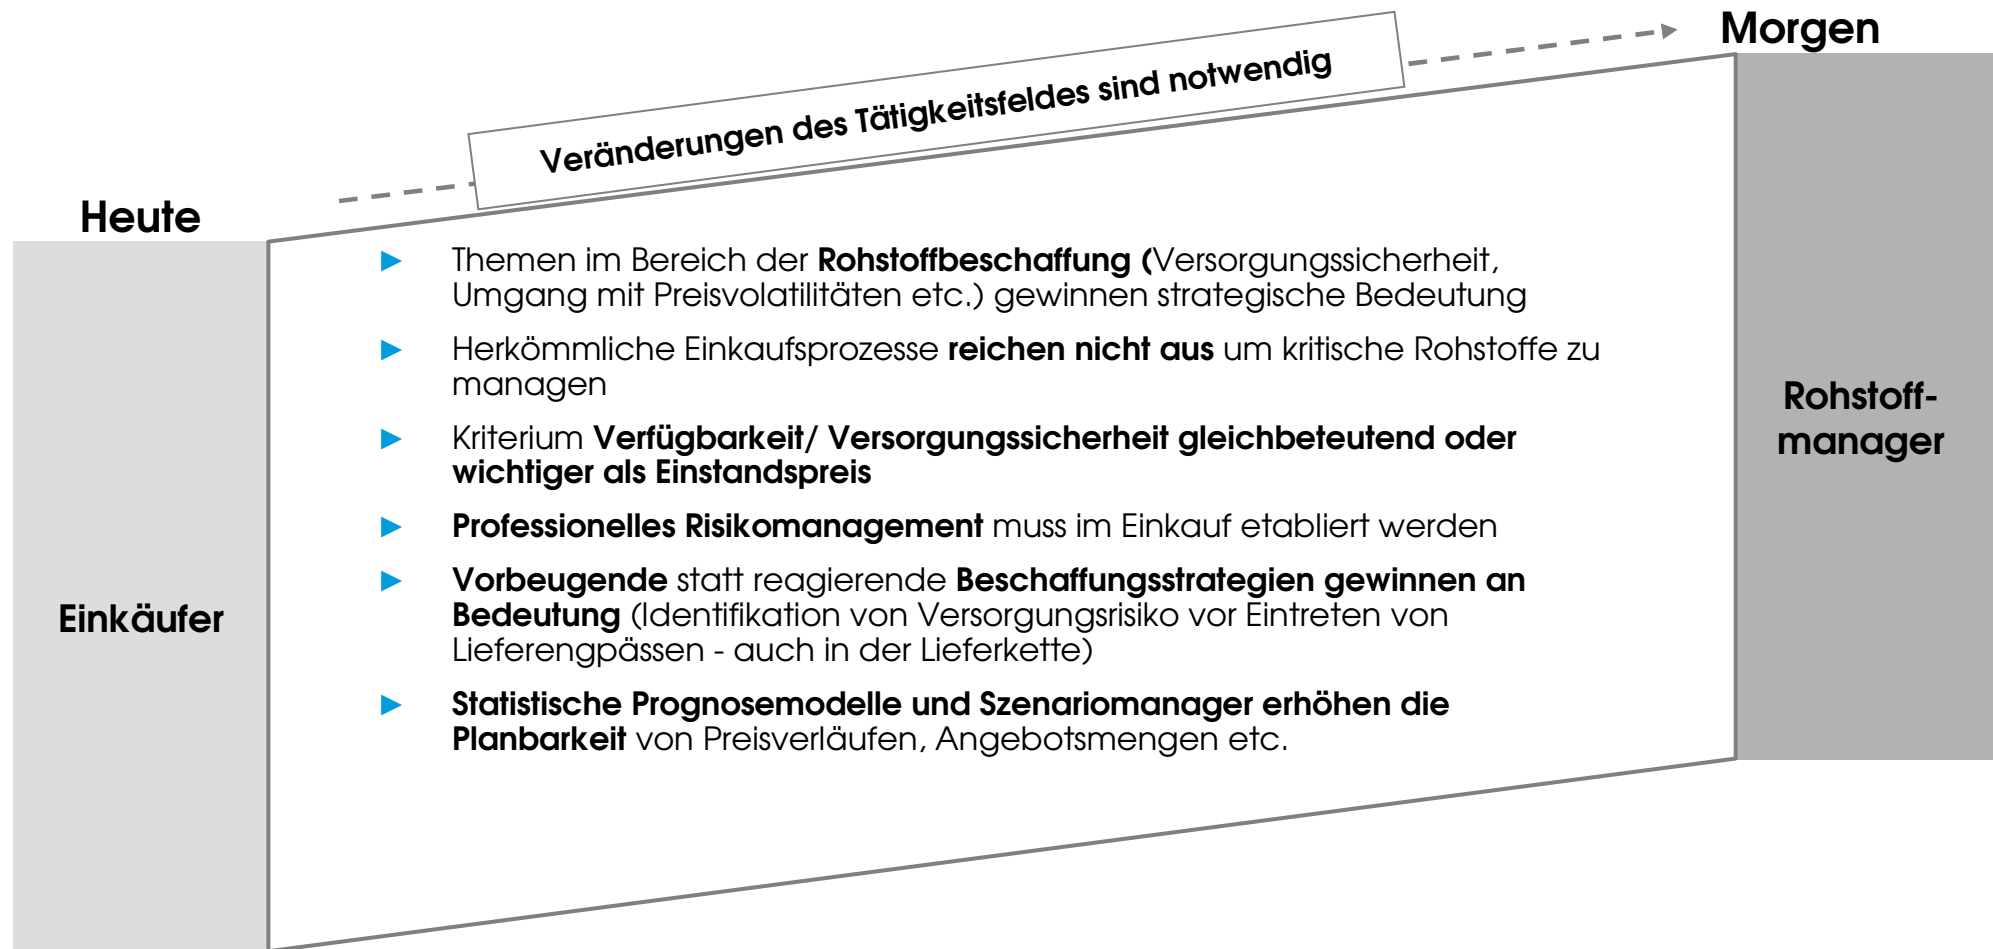 Morgen
Veränderungen des Tätigkeitsfeldes sind notwendig
Heute
Themen im Bereich der Rohstoffbeschaffung (Versorgungssicherheit,
Umgang mit Preisvolatilitäten etc.) gewinnen strategische Bedeutung
Herkömmliche Einkaufsprozesse reichen nicht aus um kritische Rohstoffe zu
managen
Kriterium Verfügbarkeit/ Versorgungssicherheit gleichbeteutend oder
wichtiger als Einstandspreis
Professionelles Risikomanagement muss im Einkauf etabliert werden
Vorbeugende statt reagierende Beschaffungsstrategien gewinnen an
Bedeutung (Identifikation von Versorgungsrisiko vor Eintreten von
Lieferengpässen - auch in der Lieferkette)
Statistische Prognosemodelle und Szenariomanager erhöhen die
Planbarkeit von Preisverläufen, Angebotsmengen etc.
Einkäufer
Rohstoff-
manager